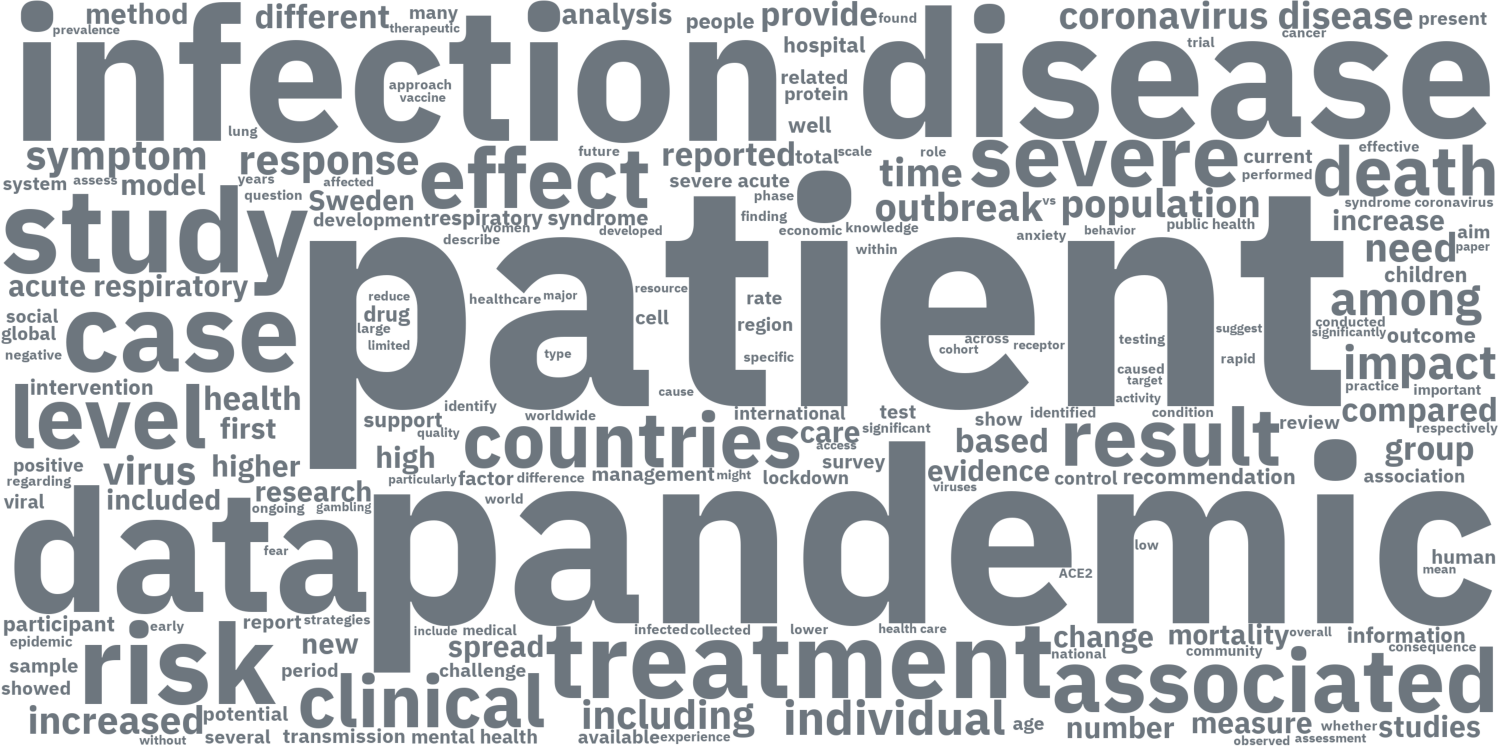 infection
disease
method
prevalence
different
many
therapeutic
analysis
people
provide
found
coronavirus disease
present
cancer
trial
hospital
approach
vaccine
related
protein
lung
well
symptom
response
effect
future
reported
total
scale
role
time
severe
current
performed
effective
death
system
assess
model
years
question
affected
Sweden
severe acute
phase
outbreak
vs
population
syndrome coronavirus
study
development
respiratory syndrome
women
describe
developed
finding
economic
knowledge
within
anxiety
behavior
public health
increase
aim
need
paper
acute respiratory
patient
children
among
reduce
drug
large
limited
healthcare
major
resource
cell
rate
region
type
specific
cause
across
cohort
receptor
testing
suggest
rapid
caused
target
activity
conducted
significantly
outcome
social
global
negative
case
impact
practice
important
intervention
level
health
first
support
identify
quality
worldwide
international
test
significant
show
identified
condition
compared
respectively
countries
care
access
survey
based
result
review
group
positive
regarding
virus
higher
high
particularly
factor
difference
management
might
lockdown
evidence
viruses
control
recommendation
association
viral
included
research
ongoing
gambling
world
data
pandemic
fear
low
ACE2
human
mean
participant
early
epidemic
report
strategies
include
medical
infected
collected
lower
health care
change
national
mortality
overall
community
information
consequence
sample
showed
risk
new
period
spread
challenge
treatment
associated
increased
without
potential
several
clinical
transmission
mental health
including
available
experience
individual
age
number
measure
observed
assessment
whether
studies